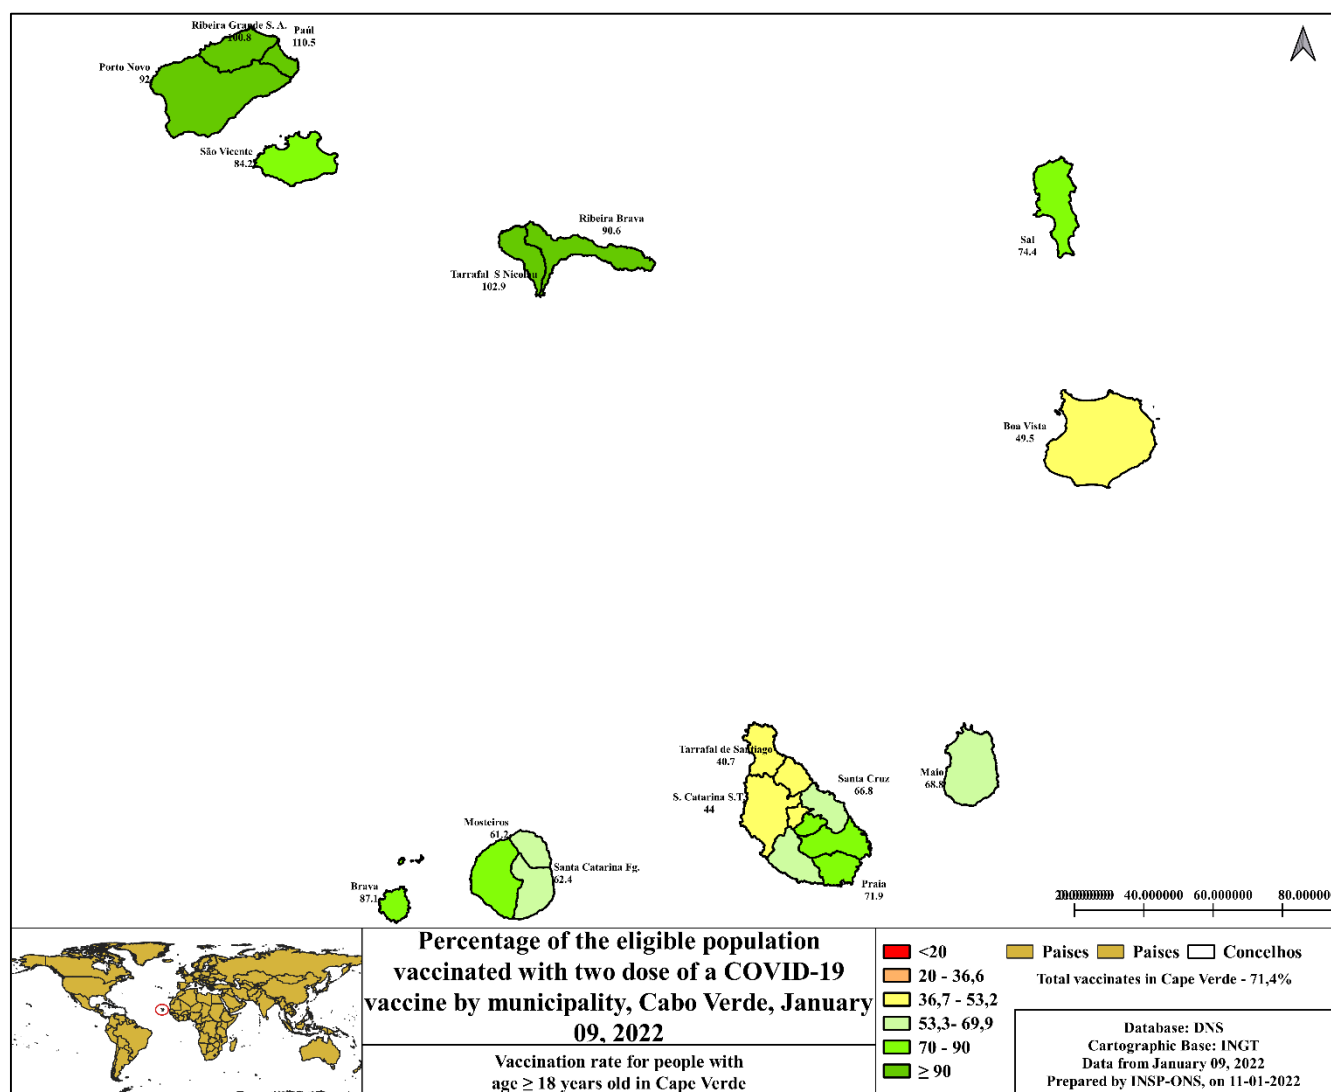 Ribeira Grande S. A.
100.8
Paúl
110.5
Porto Novo
92
São Vicente
84.2
Ribeira Brava
90.6
Tarrafal S Nicolau
102.9
Sal
74.4
Boa Vista
49.5
Tarrafal de Santiago
40.7
S. Catarina S.T.
44
Santa Cruz
66.8
Maio
68.8
Mosteiros
61.2
Santa Catarina Fg.
62.4
Brava
87.1
Praia
71.9
40.000000 60.000000 80.000000
Percentage of the eligible population
vaccinated with two dose of a COVID-19
vaccine by municipality, Cabo Verde, January
09, 2022
Vaccination rate for people with
age ≥ 18 years old in Cape Verde
<20
20 - 36,6
36,7 - 53,2
53,3- 69,9
70 - 90
≥ 90
Paises Paises Concelhos
Total vaccinates in Cape Verde - 71,4%
Database: DNS
Cartographic Base: INGT
Data from January 09, 2022
Prepared by INSP-ONS, on 11-01-2022